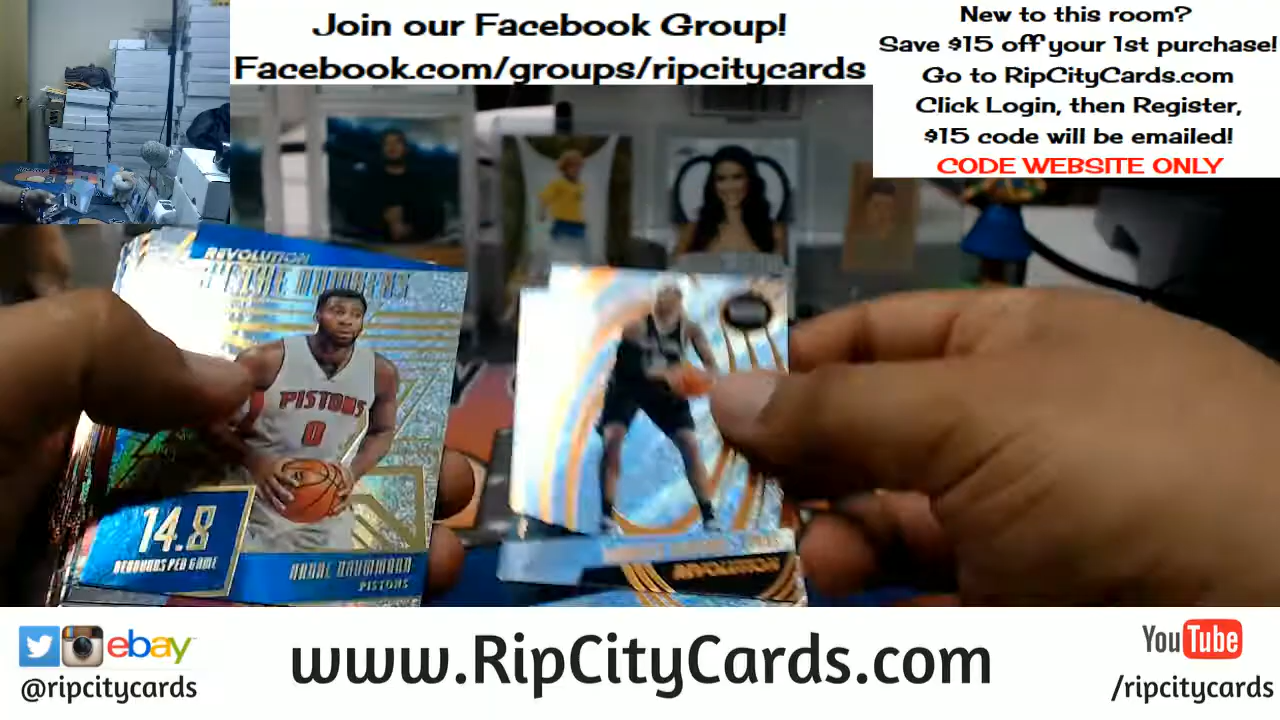 Join our Facebook Group!
Facebook.com/groups/ripcitycards
New to this room?
Save $15 off your 1st purchase!
Go to RipCityCards.com
Click Login, then Register,
$15 code will be emailed!
CODE WEBSITE ONLY
REVOLUTION
PISTONS
0
14.8
REBOUNDS PER GAME
ANDRE DRUMMOND
PISTONS
REVOLUTION
ebay
@ripcitycards
www.RipCityCards.com
YouTube
/ripcitycards